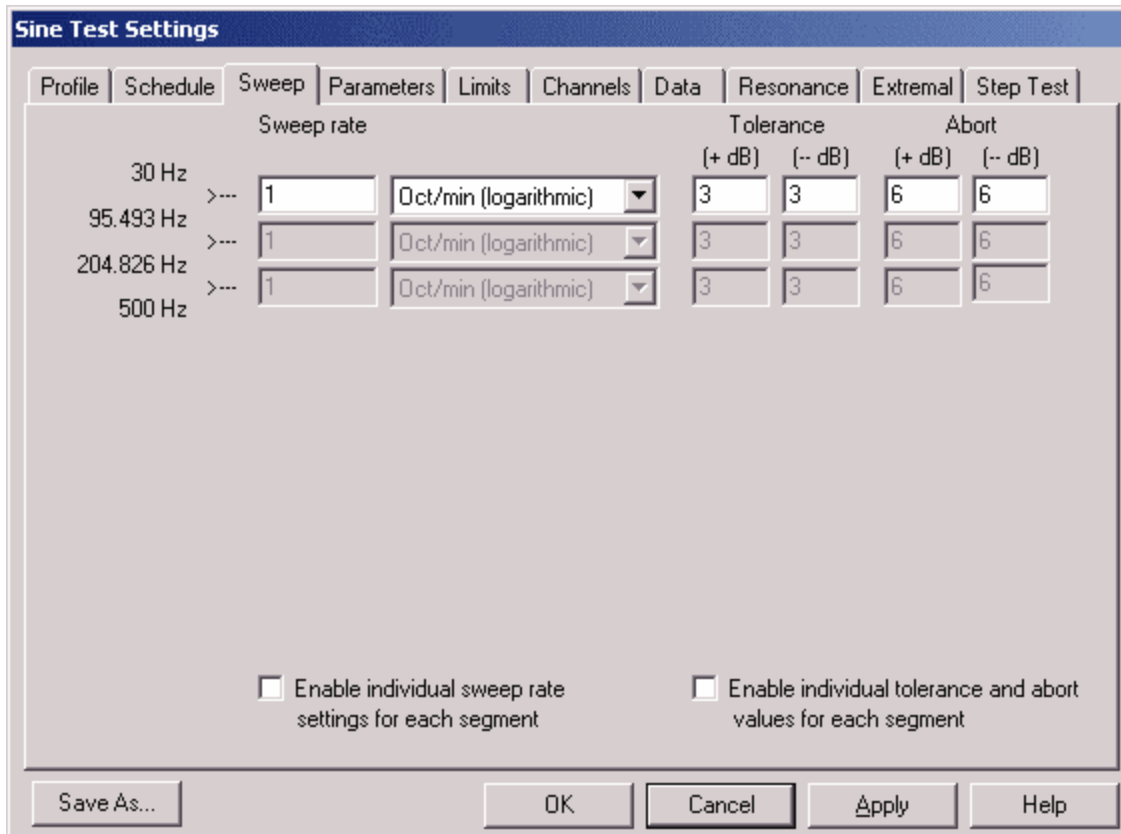 Sine Test Settings
Profile Schedule Sweep Parameters Limits Channels Data Resonance Extremal Step Test
Sweep rate Tolerance Abort
(+ dB) (-- dB) (+ dB) (-- dB)
30 Hz
>--- 1 Oct/min (logarithmic) 3 3 6 6
95.493 Hz
>--- 1 Oct/min (logarithmic) 3 3 6 6
204.826 Hz
>--- 1 Oct/min (logarithmic) 3 3 6 6
500 Hz
Enable individual sweep rate
settings for each segment
Enable individual tolerance and abort
values for each segment
Save As... OK Cancel Apply Help